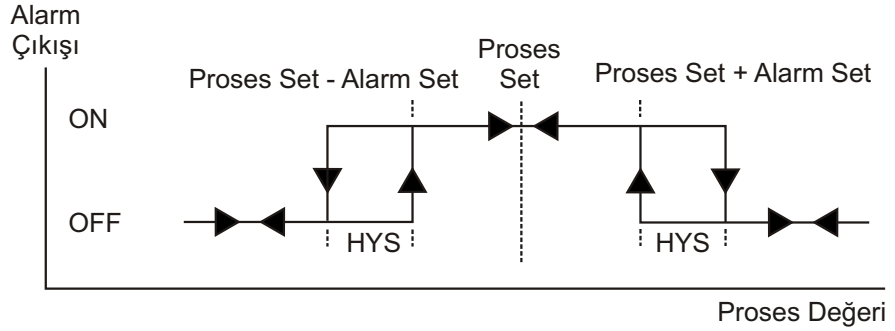 Alarm
Çıkışı
Proses
Set
Proses Set - Alarm Set
Proses Set + Alarm Set
ON
OFF
HYS
HYS
Proses Değeri